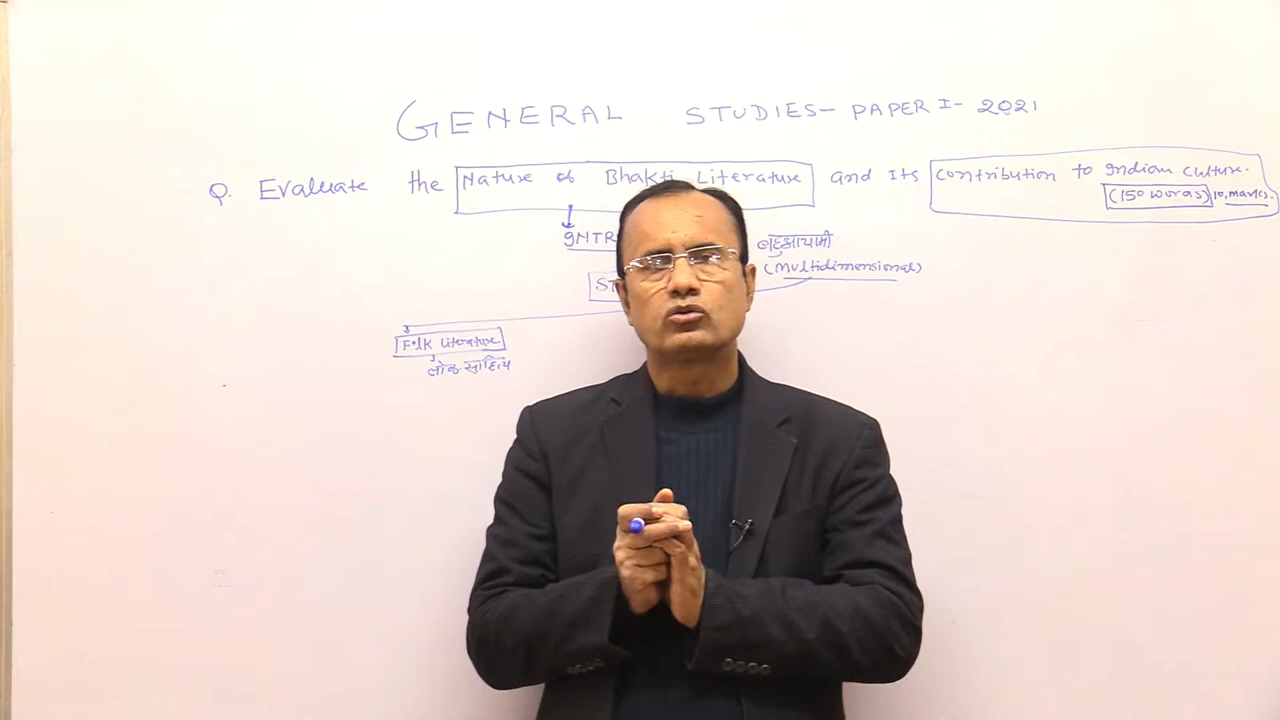 GENERAL STUDIES- PAPER I- 2021
Q. Evaluate the Nature of Bhakti Literature and its contribution to Indian Culture.
(150 words) 10, Marks.
बहुआयामी
(Multidimensional)
Folk Literature
लोक साहित्य